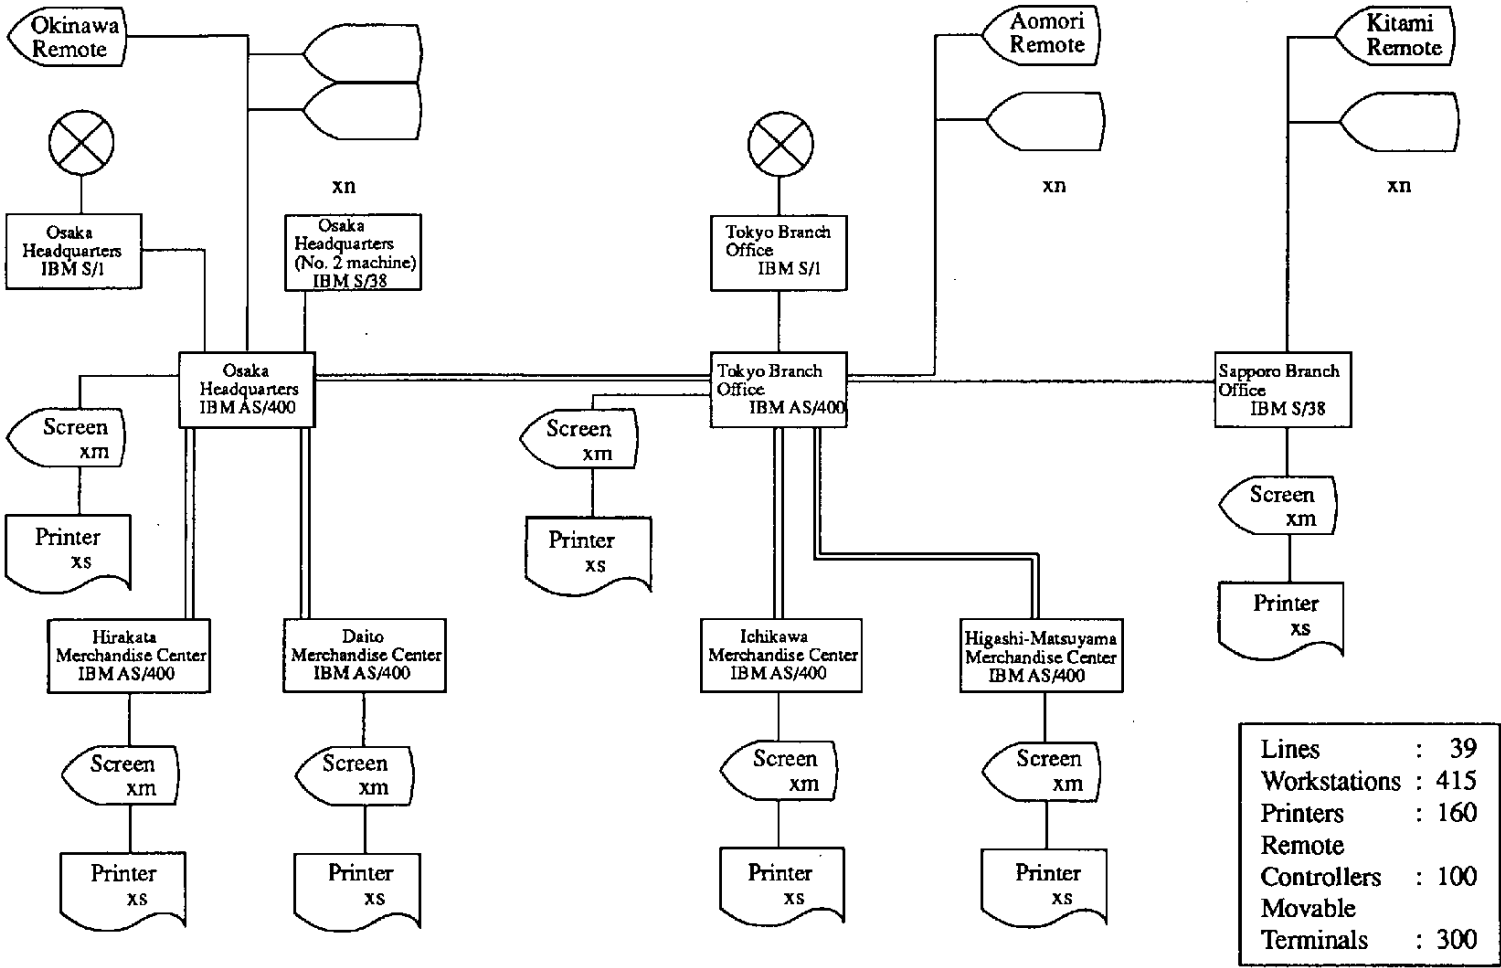 Okinawa
Remote
Aomori
Remote
Kitami
Remote
xn
xn
xn
Osaka
Headquarters
IBM S/1
Osaka
Headquarters
(No. 2 machine)
IBM S/38
Tokyo Branch
Office
IBM S/1
Osaka
Headquarters
IBM AS/400
Tokyo Branch
Office
IBM AS/400
Sapporo Branch
Office
IBM S/38
Screen
xm
Screen
xm
Screen
xm
Printer
xs
Printer
xs
Printer
xs
Hirakata
Merchandise Center
IBM AS/400
Daito
Merchandise Center
IBM AS/400
Ichikawa
Merchandise Center
IBM AS/400
Higashi-Matsuyama
Merchandise Center
IBM AS/400
Screen
xm
Screen
xm
Screen
xm
Screen
xm
Printer
xs
Printer
xs
Printer
xs
Printer
xs
Lines : 39
Workstations : 415
Printers : 160
Remote
Controllers : 100
Movable
Terminals : 300